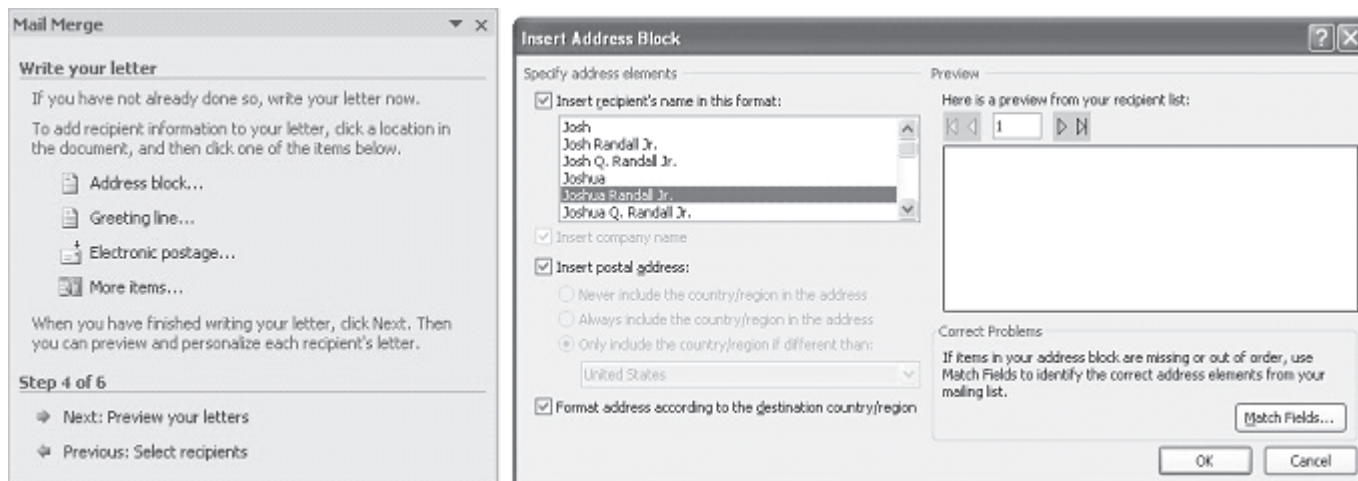 Mail Merge
Write your letter
If you have not already done so, write your letter now.
To add recipient information to your letter, click a location in
the document, and then click one of the items below.
Address block...
Greeting line...
Electronic postage...
More items...
When you have finished writing your letter, click Next. Then
you can preview and personalize each recipient's letter.
Step 4 of 6
Next: Preview your letters
Previous: Select recipients
Insert Address Block
Specify address elements
Insert recipient's name in this format:
Josh
Josh Randall Jr.
Josh Q. Randall Jr.
Joshua
Joshua Randall Jr.
Joshua Q. Randall Jr.
Insert company name
Insert postal address:
Never include the country/region in the address
Always include the country/region in the address
Only include the country/region if different than:
United States
Format address according to the destination country/region
Preview
Here is a preview from your recipient list:
1
Correct Problems
If items in your address block are missing or out of order, use
Match Fields to identify the correct address elements from your
mailing list.
Match Fields...
OK
Cancel